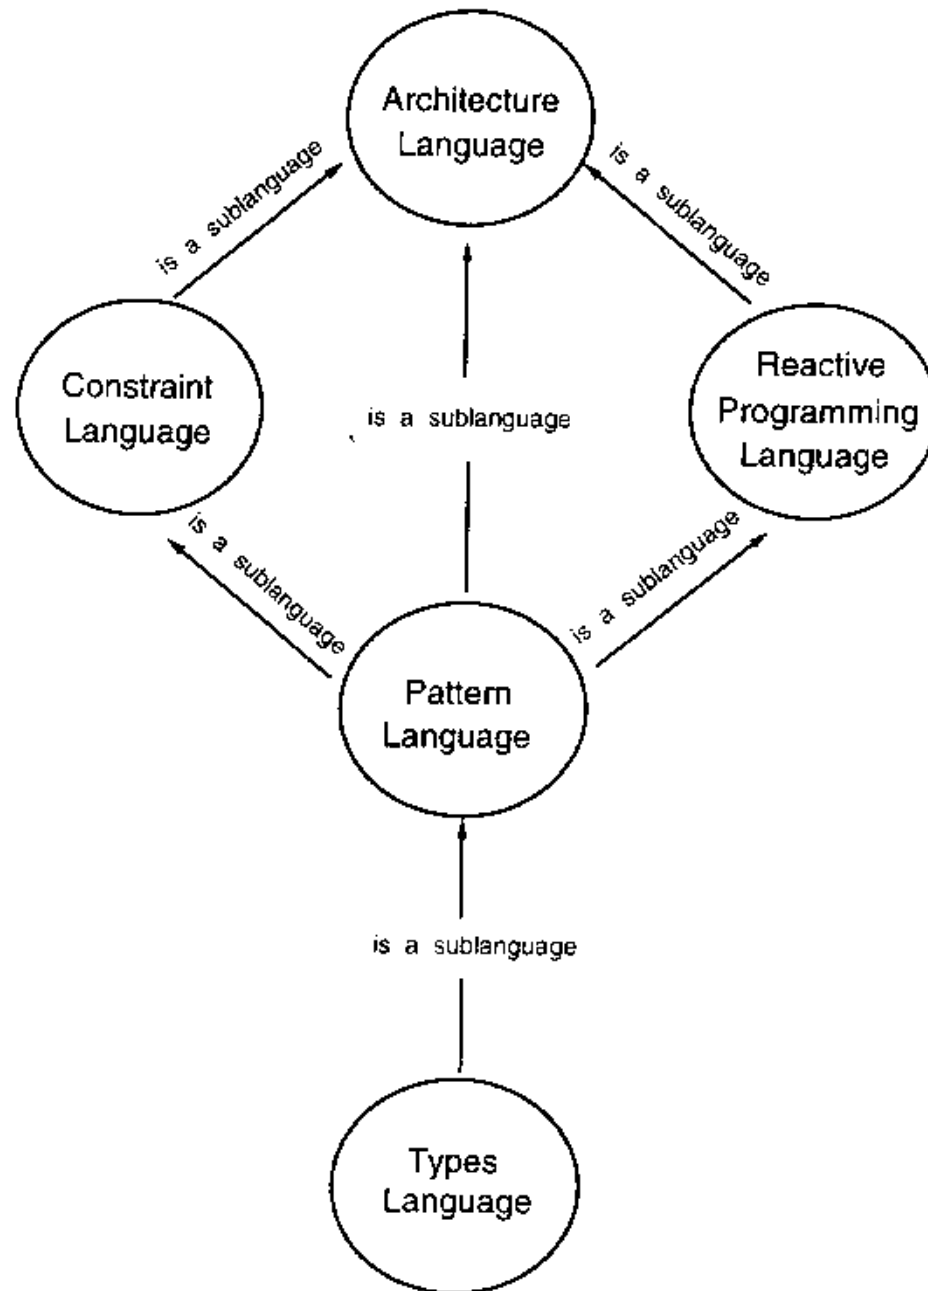 Architecture
Language
is a sublanguage
is a sublanguage
Constraint
Language
is a sublanguage
Reactive
Programming
Language
is a sublanguage
is a sublanguage
Pattern
Language
is a sublanguage
Types
Language